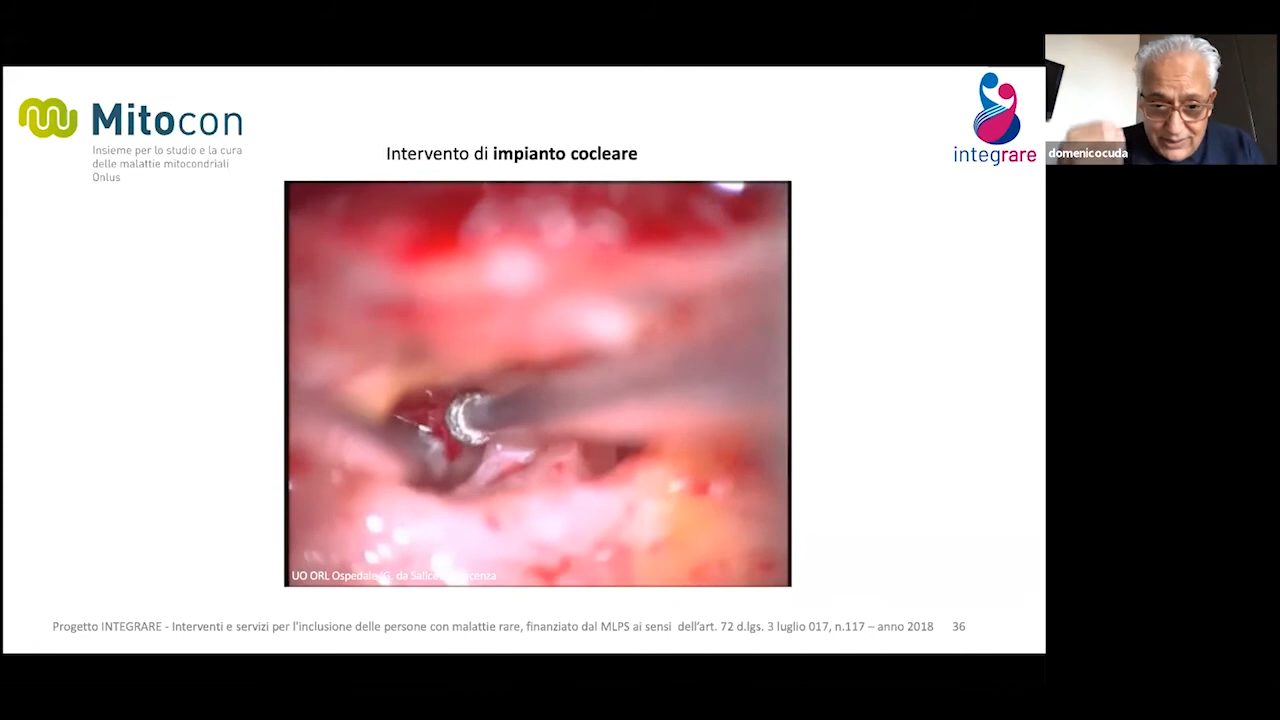 Mitocon
Insieme per lo studio e la cura
delle malattie mitocondriali
Onlus
Intervento di impianto cocleare
integrare
domenicocuda
UO ORL Ospedale G. da
Progetto INTEGRARE - Interventi e servizi per l'inclusione delle persone con malattie rare, finanziato dal MLPS ai sensi dell'art. 72 d.lgs. 3 luglio 017, n.117 – anno 2018 36